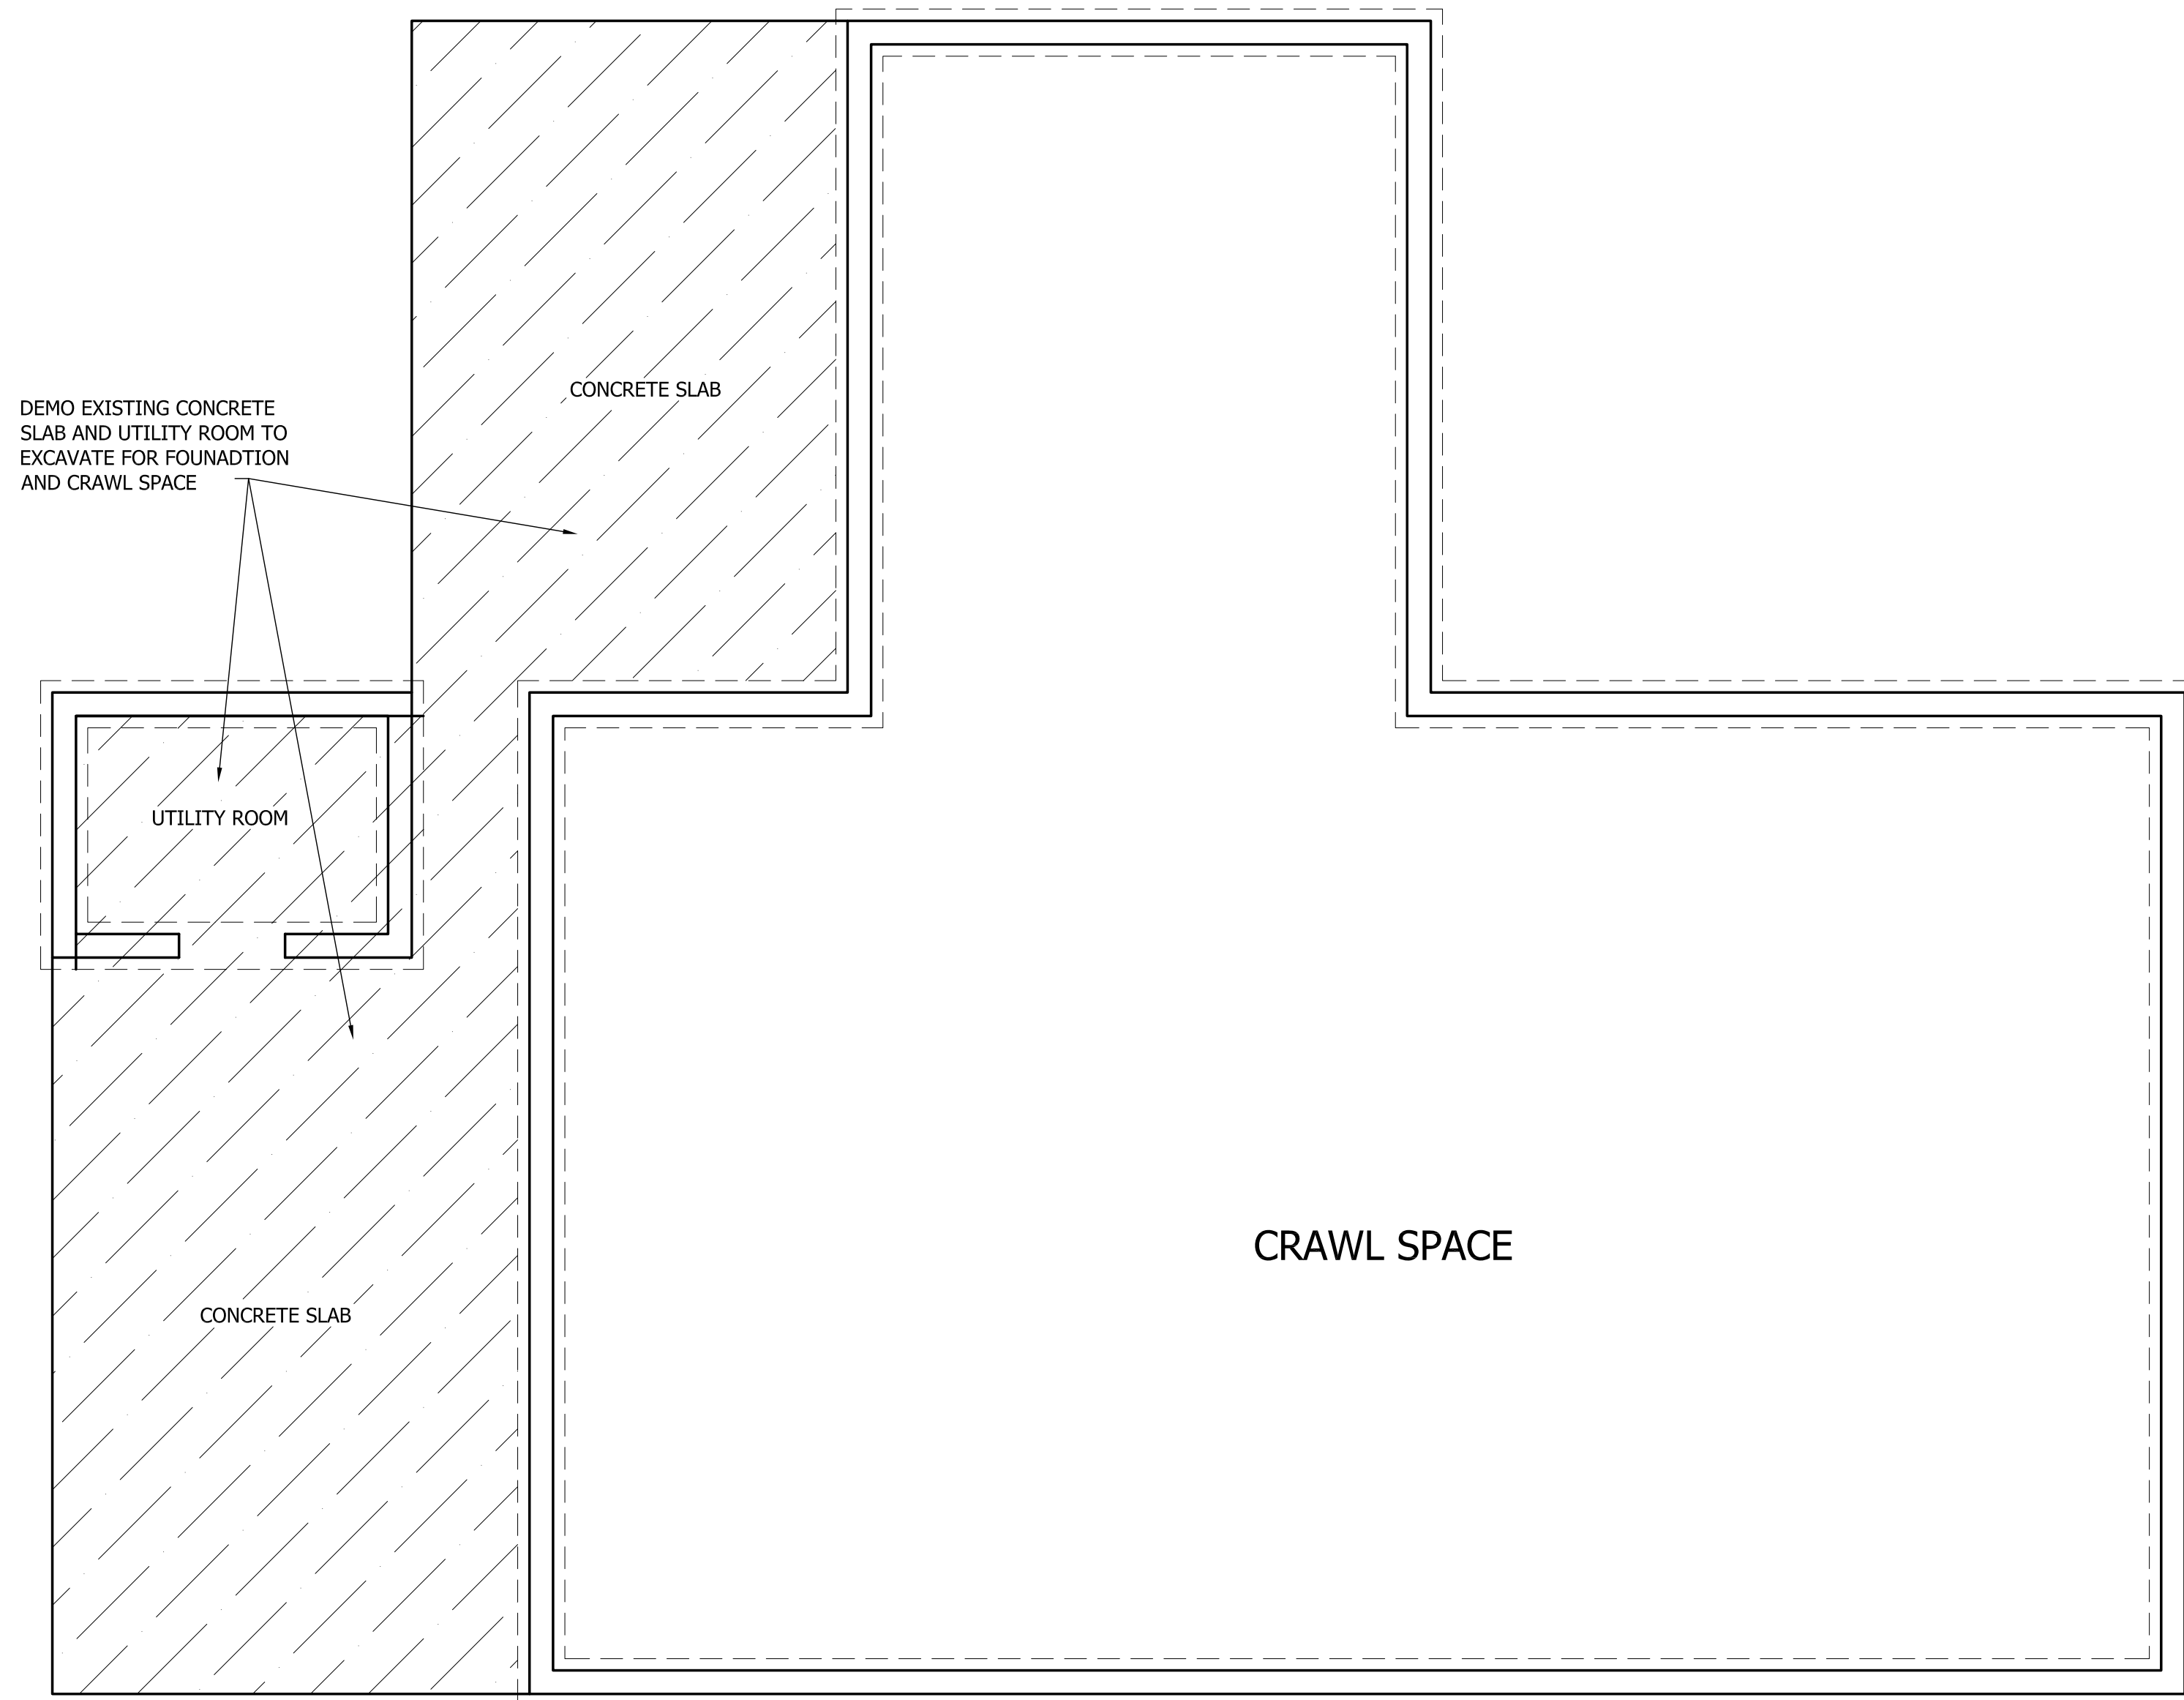 CONCRETE SLAB
DEMO EXISTING CONCRETE
SLAB AND UTILITY ROOM TO
EXCAVATE FOR FOUNADTION
AND CRAWL SPACE
UTILITY ROOM
CRAWL SPACE
CONCRETE SLAB